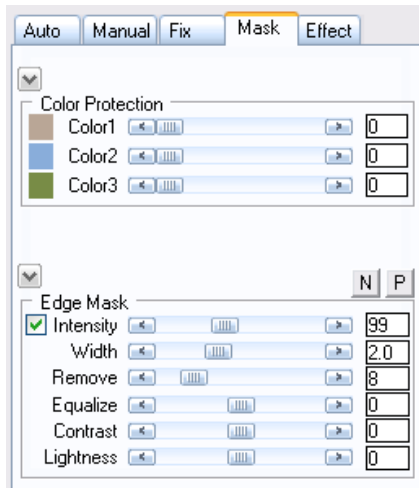 Auto Manual Fix Mask Effect
Color Protection
Color1 0
Color2 0
Color3 0
N P
Edge Mask
Intensity 99
Width 2.0
Remove 8
Equalize 0
Contrast 0
Lightness 0